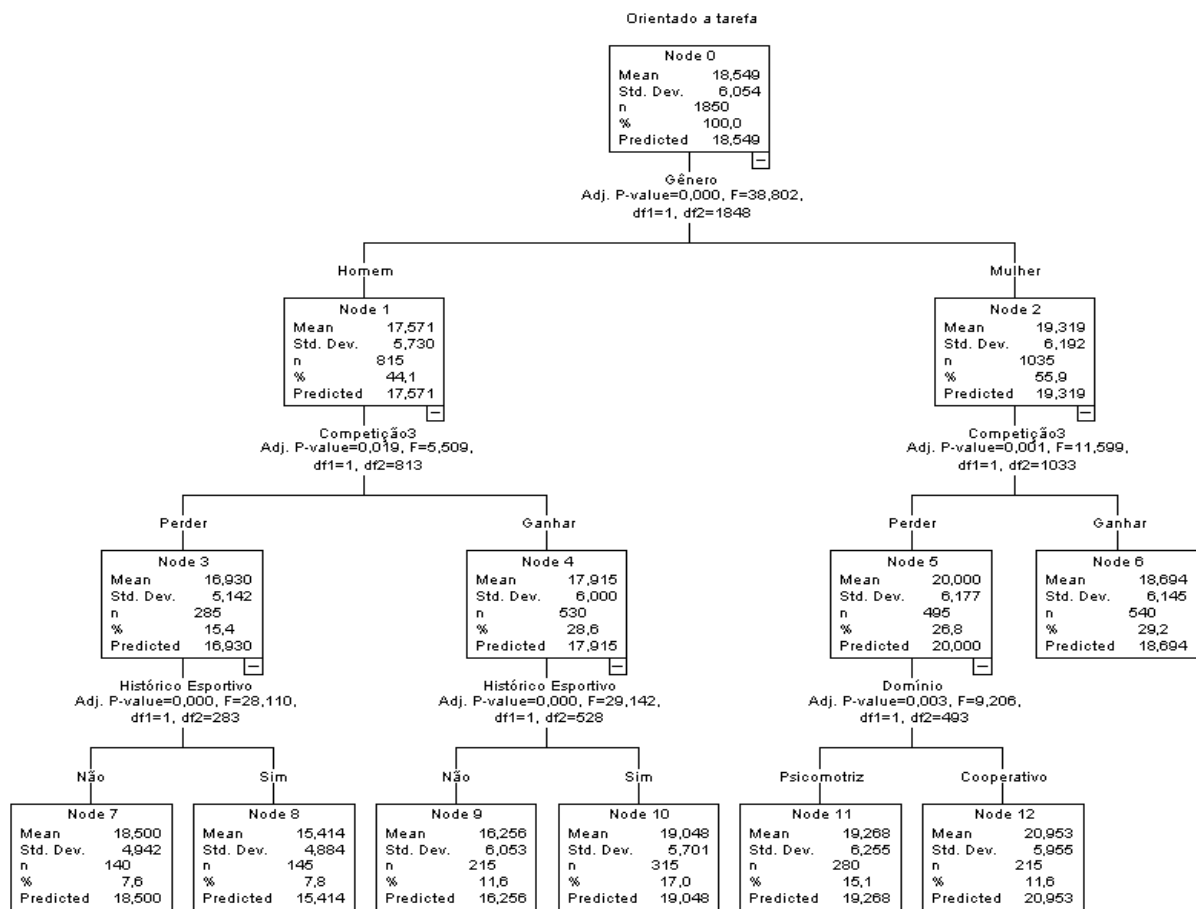 Orientado a tarefa
Node 0
Mean 18,549
Std. Dev. 6,054
n 1850
% 100,0
Predicted 18,549
Gênero
Adj. P-value=0,000, F=38,802,
df1=1, df2=1848
Homem
Mulher
Node 1
Mean 17,571
Std. Dev. 5,730
n 815
% 44,1
Predicted 17,571
Node 2
Mean 19,319
Std. Dev. 6,192
n 1035
% 55,9
Predicted 19,319
Competição3
Adj. P-value=0,019, F=5,509,
df1=1, df2=813
Competição3
Adj. P-value=0,001, F=11,599,
df1=1, df2=1033
Perder
Ganhar
Perder
Ganhar
Node 3
Mean 16,930
Std. Dev. 5,142
n 285
% 15,4
Predicted 16,930
Node 4
Mean 17,915
Std. Dev. 6,000
n 530
% 28,6
Predicted 17,915
Node 5
Mean 20,000
Std. Dev. 6,177
n 495
% 26,8
Predicted 20,000
Node 6
Mean 18,694
Std. Dev. 6,145
n 540
% 29,2
Predicted 18,694
Histórico Esportivo
Adj. P-value=0,000, F=28,110,
df1=1, df2=283
Histórico Esportivo
Adj. P-value=0,000, F=29,142,
df1=1, df2=528
Domínio
Adj. P-value=0,003, F=9,206,
df1=1, df2=493
Não
Sim
Não
Sim
Psicomotriz
Cooperativo
Node 7
Mean 18,500
Std. Dev. 4,942
n 140
% 7,6
Predicted 18,500
Node 8
Mean 15,414
Std. Dev. 4,884
n 145
% 7,8
Predicted 15,414
Node 9
Mean 16,256
Std. Dev. 6,053
n 215
% 11,6
Predicted 16,256
Node 10
Mean 19,048
Std. Dev. 5,701
n 315
% 17,0
Predicted 19,048
Node 11
Mean 19,268
Std. Dev. 6,255
n 280
% 15,1
Predicted 19,268
Node 12
Mean 20,953
Std. Dev. 5,955
n 215
% 11,6
Predicted 20,953